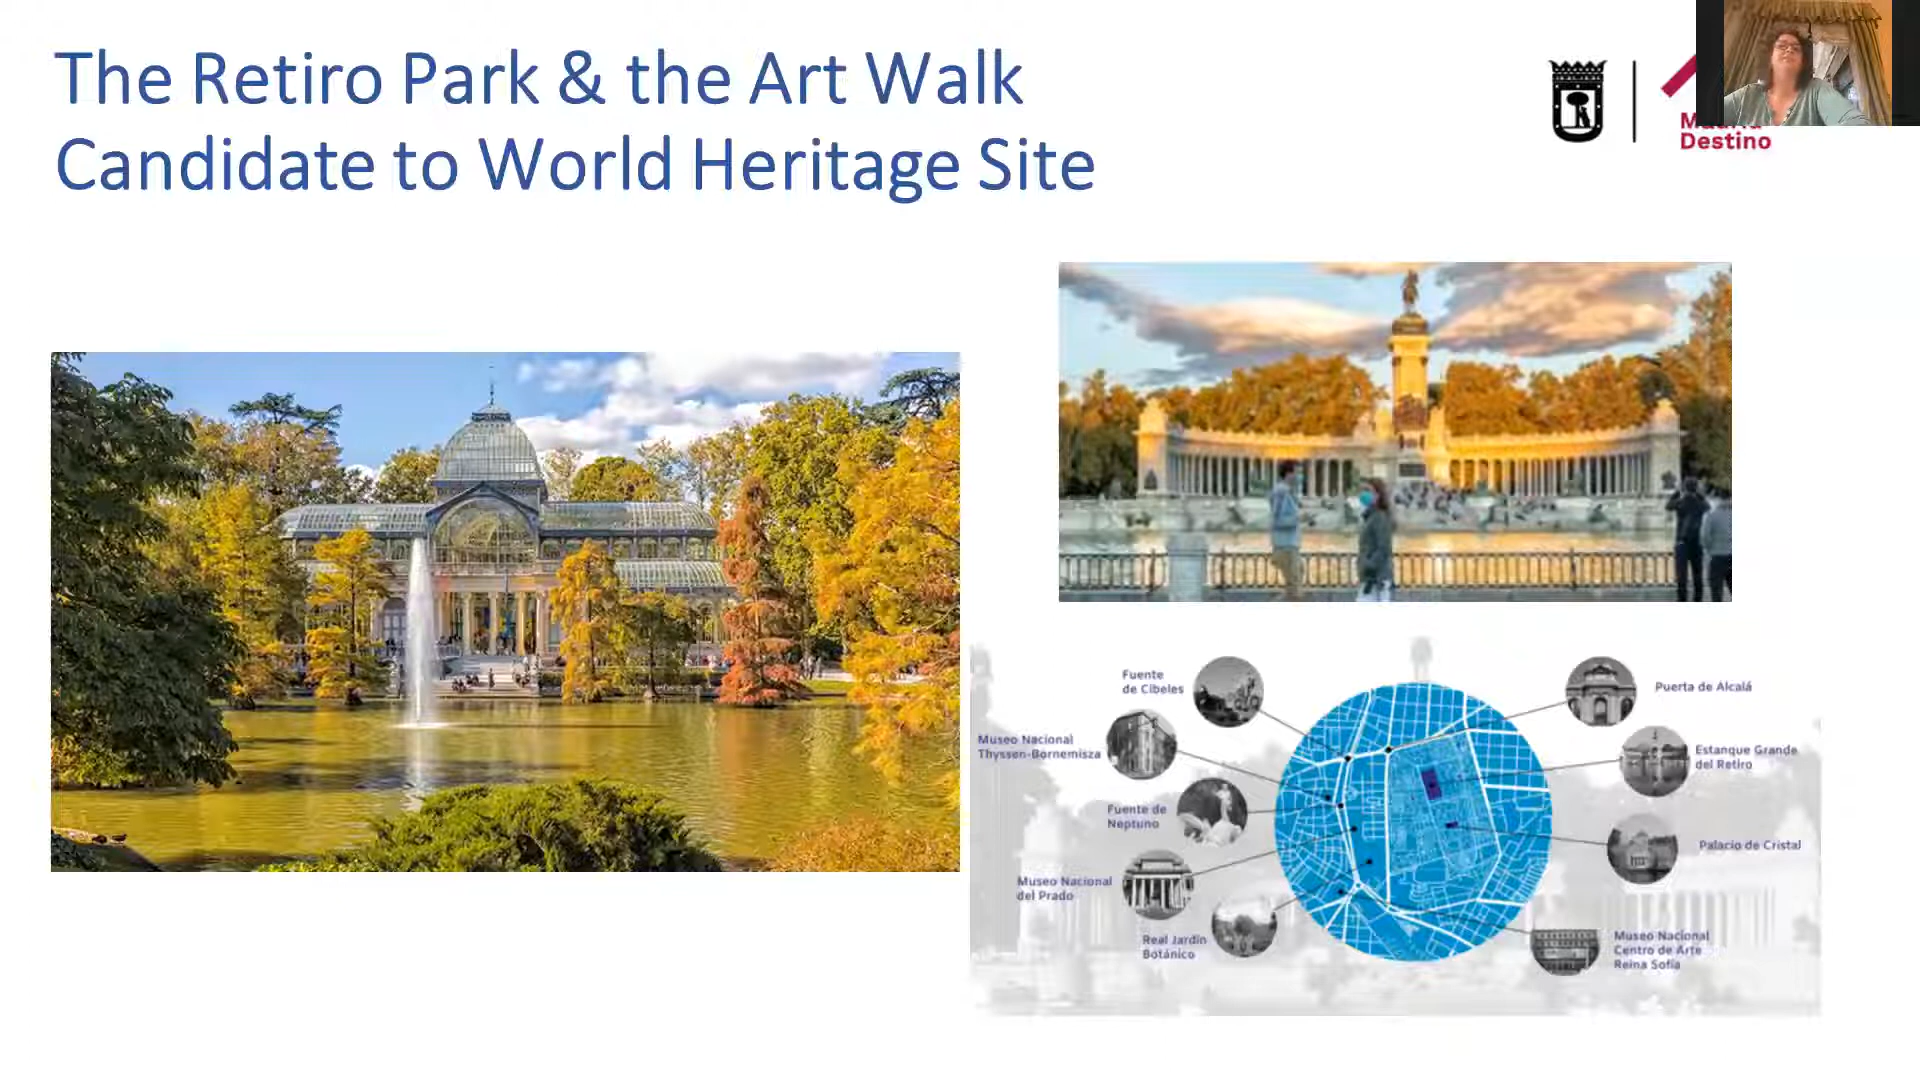 The Retiro Park & the Art Walk
Candidate to World Heritage Site
Destino
Fuente
de Cibeles
Museo Nacional
Thyssen-Bornemisza
Fuente de
Neptuno
Museo Nacional
del Prado
Real Jardín
Botánico
Puerta de Alcalá
Estanque Grande
del Retiro
Palacio de Cristal
Museo Nacional
Centro de Arte
Reina Sofía